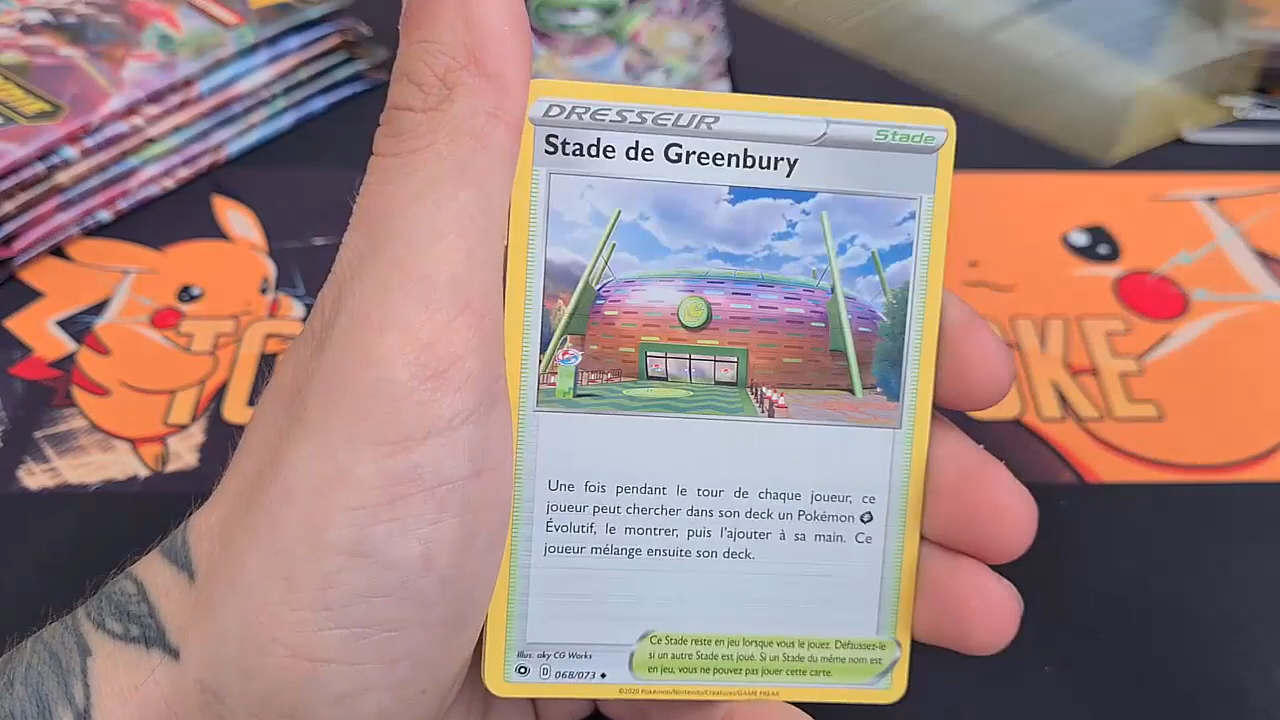 DRESSEUR
Stade
Stade de Greenbury
Une fois pendant le tour de chaque joueur, ce
joueur peut chercher dans son deck un Pokémon
Évolutif, le montrer, puis l'ajouter à sa main. Ce
joueur mélange ensuite son deck.
Ce Stade reste en jeu lorsque vous le jouez. Défaussez-le
si un autre Stade est joué. Si un Stade du même nom est
en jeu, vous ne pouvez pas jouer cette carte.
Illus. aky CG Works
D 068/073
©2020 Pokémon/Nintendo/Creatures/GAME FREAK